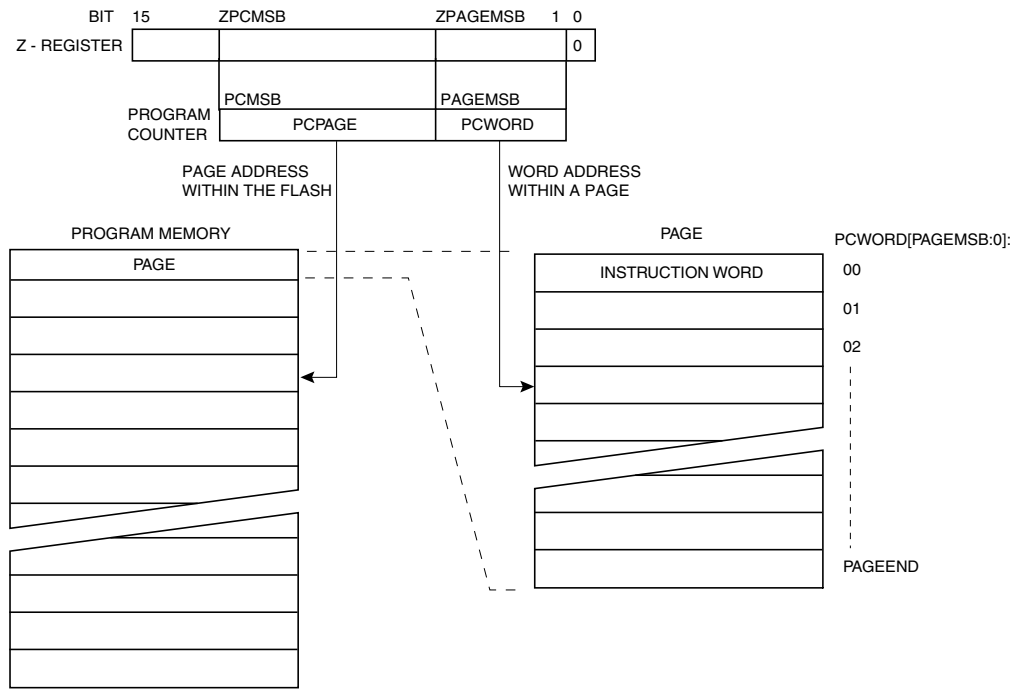 BIT 15 ZPCMSB ZPAGEMSB 1 0
Z - REGISTER 0
PCMSB PAGEMSB
PROGRAM
COUNTER
PCPAGE PCWORD
PAGE ADDRESS
WITHIN THE FLASH
WORD ADDRESS
WITHIN A PAGE
PROGRAM MEMORY
PAGE
PAGE
PCWORD[PAGEMSB:0]:
INSTRUCTION WORD
00
01
02
PAGEEND